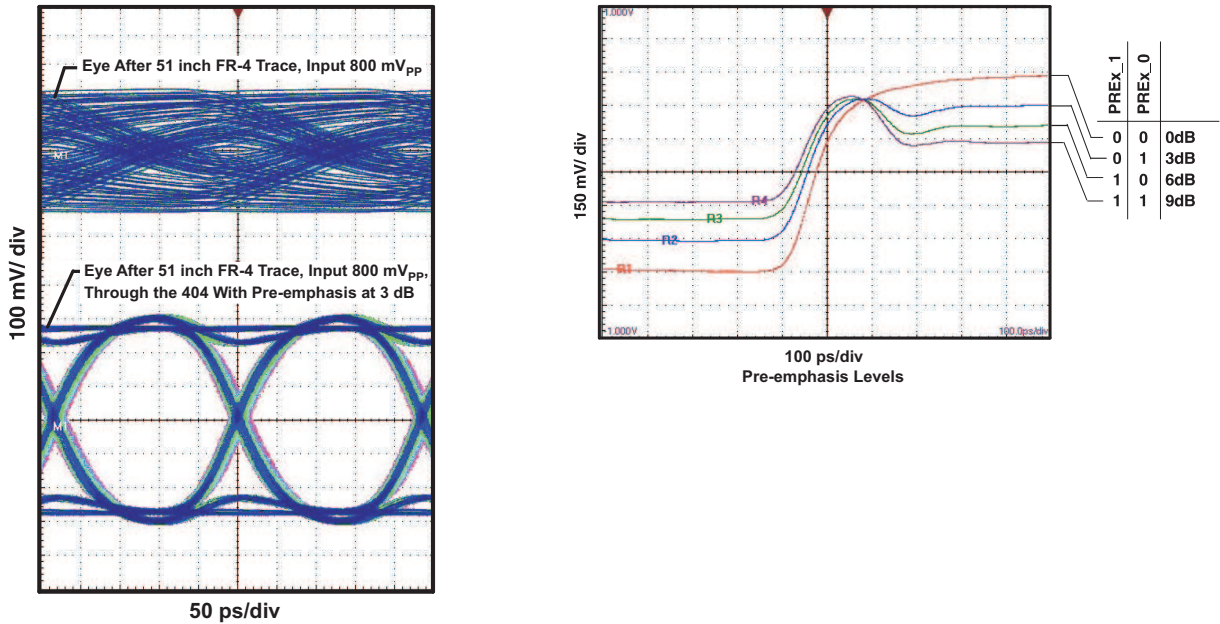 Eye After 51 inch FR-4 Trace, Input 800 mVPP
M1
Eye After 51 inch FR-4 Trace, Input 800 mVPP,
Through the 404 With Pre-emphasis at 3 dB
M1
100 mV/ div
50 ps/div
1.000V
R4
R3
R2
R1
-1.000V
100.0ps/div
150 mV/ div
100 ps/div
Pre-emphasis Levels
PREx_1 PREx_0
0 0 0dB
0 1 3dB
1 0 6dB
1 1 9dB